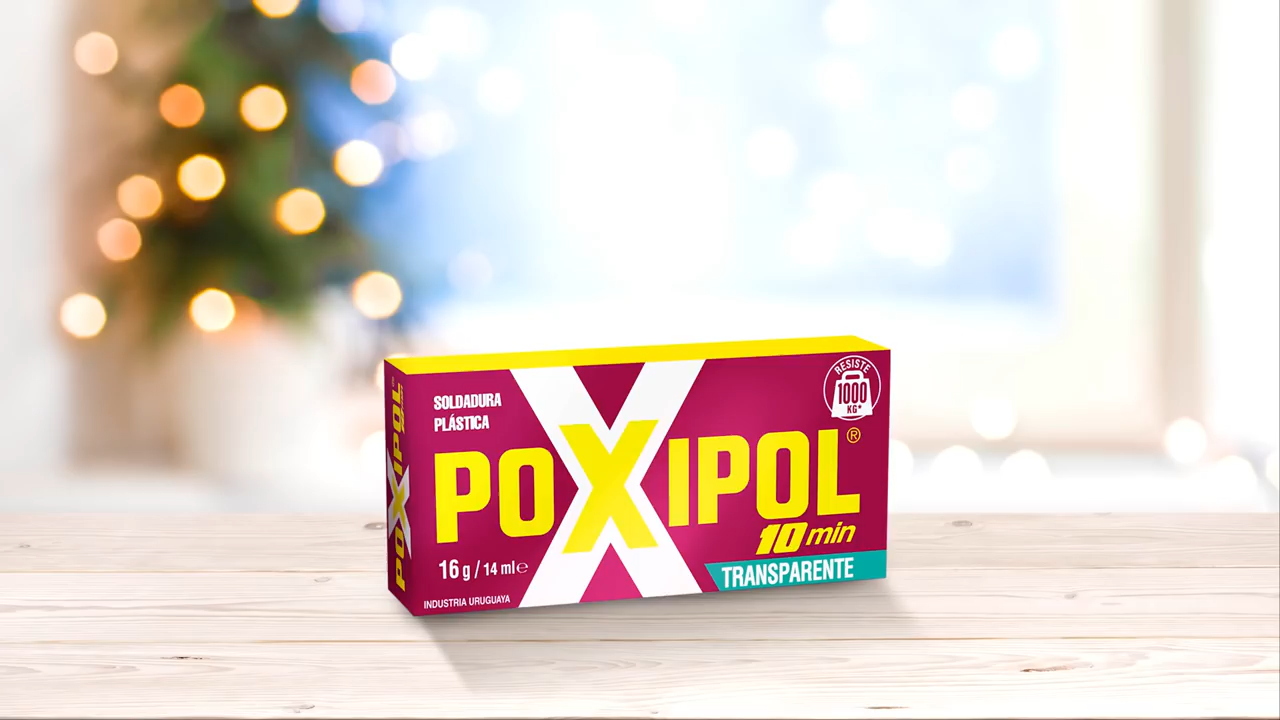 SOLDADURA
PLÁSTICA
RESISTE
1000
KG*
POXIPOL®
10 min
TRANSPARENTE
16 g / 14 ml ℮
INDUSTRIA URUGUAYA
POXIPOL